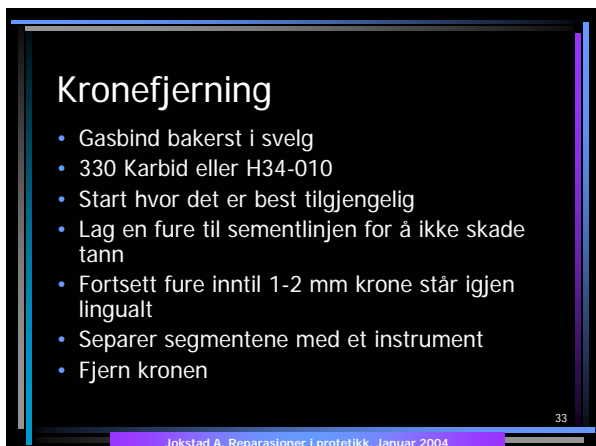 Kronefjerning
• Gasbind bakerst i svelg
• 330 Karbid eller H34-010
• Start hvor det er best tilgjengelig
• Lag en fure til sementlinjen for å ikke skade
tann
• Fortsett fure inntil 1-2 mm krone står igjen
lingualt
• Separer segmentene med et instrument
• Fjern kronen
33
Jokstad A. Reparasjoner i protetikk. Januar 2004